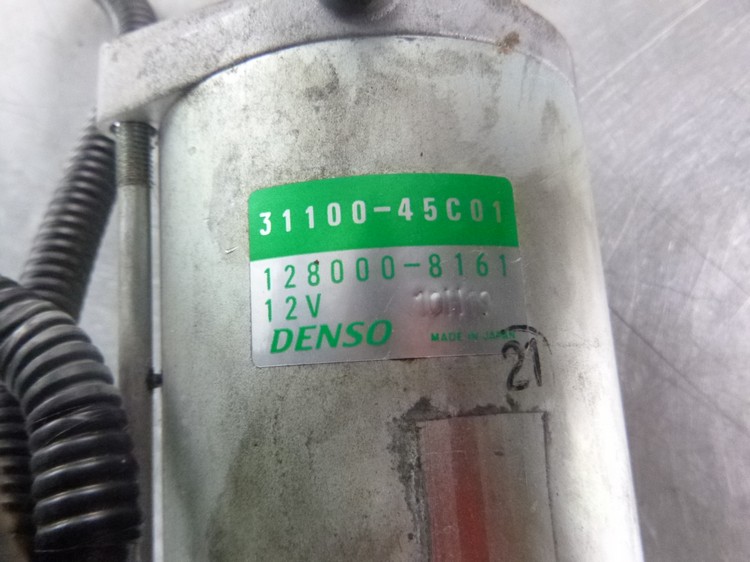 31100-45C01
128000-8161
12V
DENSO
MADE IN JAPAN
21